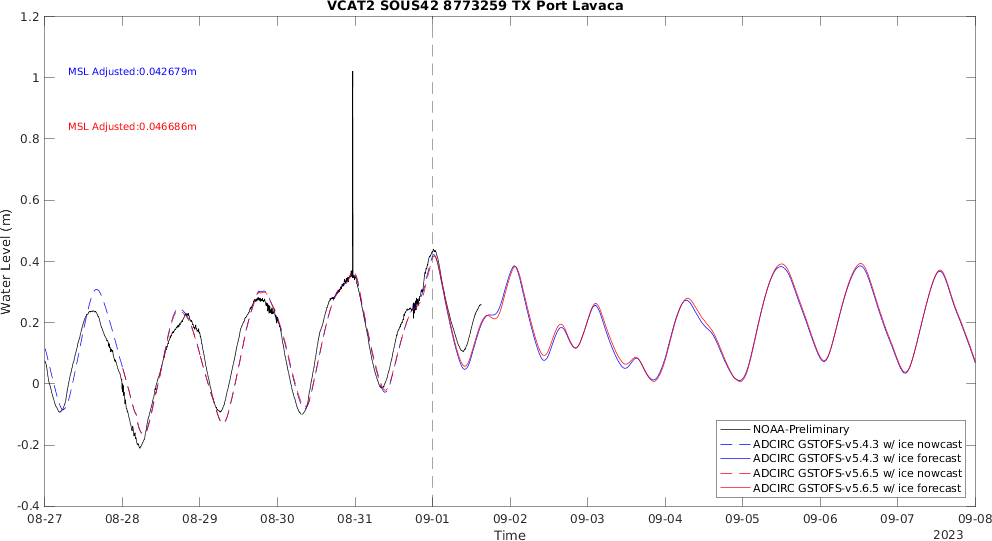 VCAT2 SOUS42 8773259 TX Port Lavaca
1.2
1
0.8
0.6
0.4
0.2
0
-0.2
-0.4
Water Level (m)
MSL Adjusted:0.042679m
MSL Adjusted:0.046686m
NOAA-Preliminary
ADCIRC GSTOFS-v5.4.3 w/ ice nowcast
ADCIRC GSTOFS-v5.4.3 w/ ice forecast
ADCIRC GSTOFS-v5.6.5 w/ ice nowcast
ADCIRC GSTOFS-v5.6.5 w/ ice forecast
08-27 08-28 08-29 08-30 08-31 09-01 09-02 09-03 09-04 09-05 09-06 09-07 09-08
Time
2023